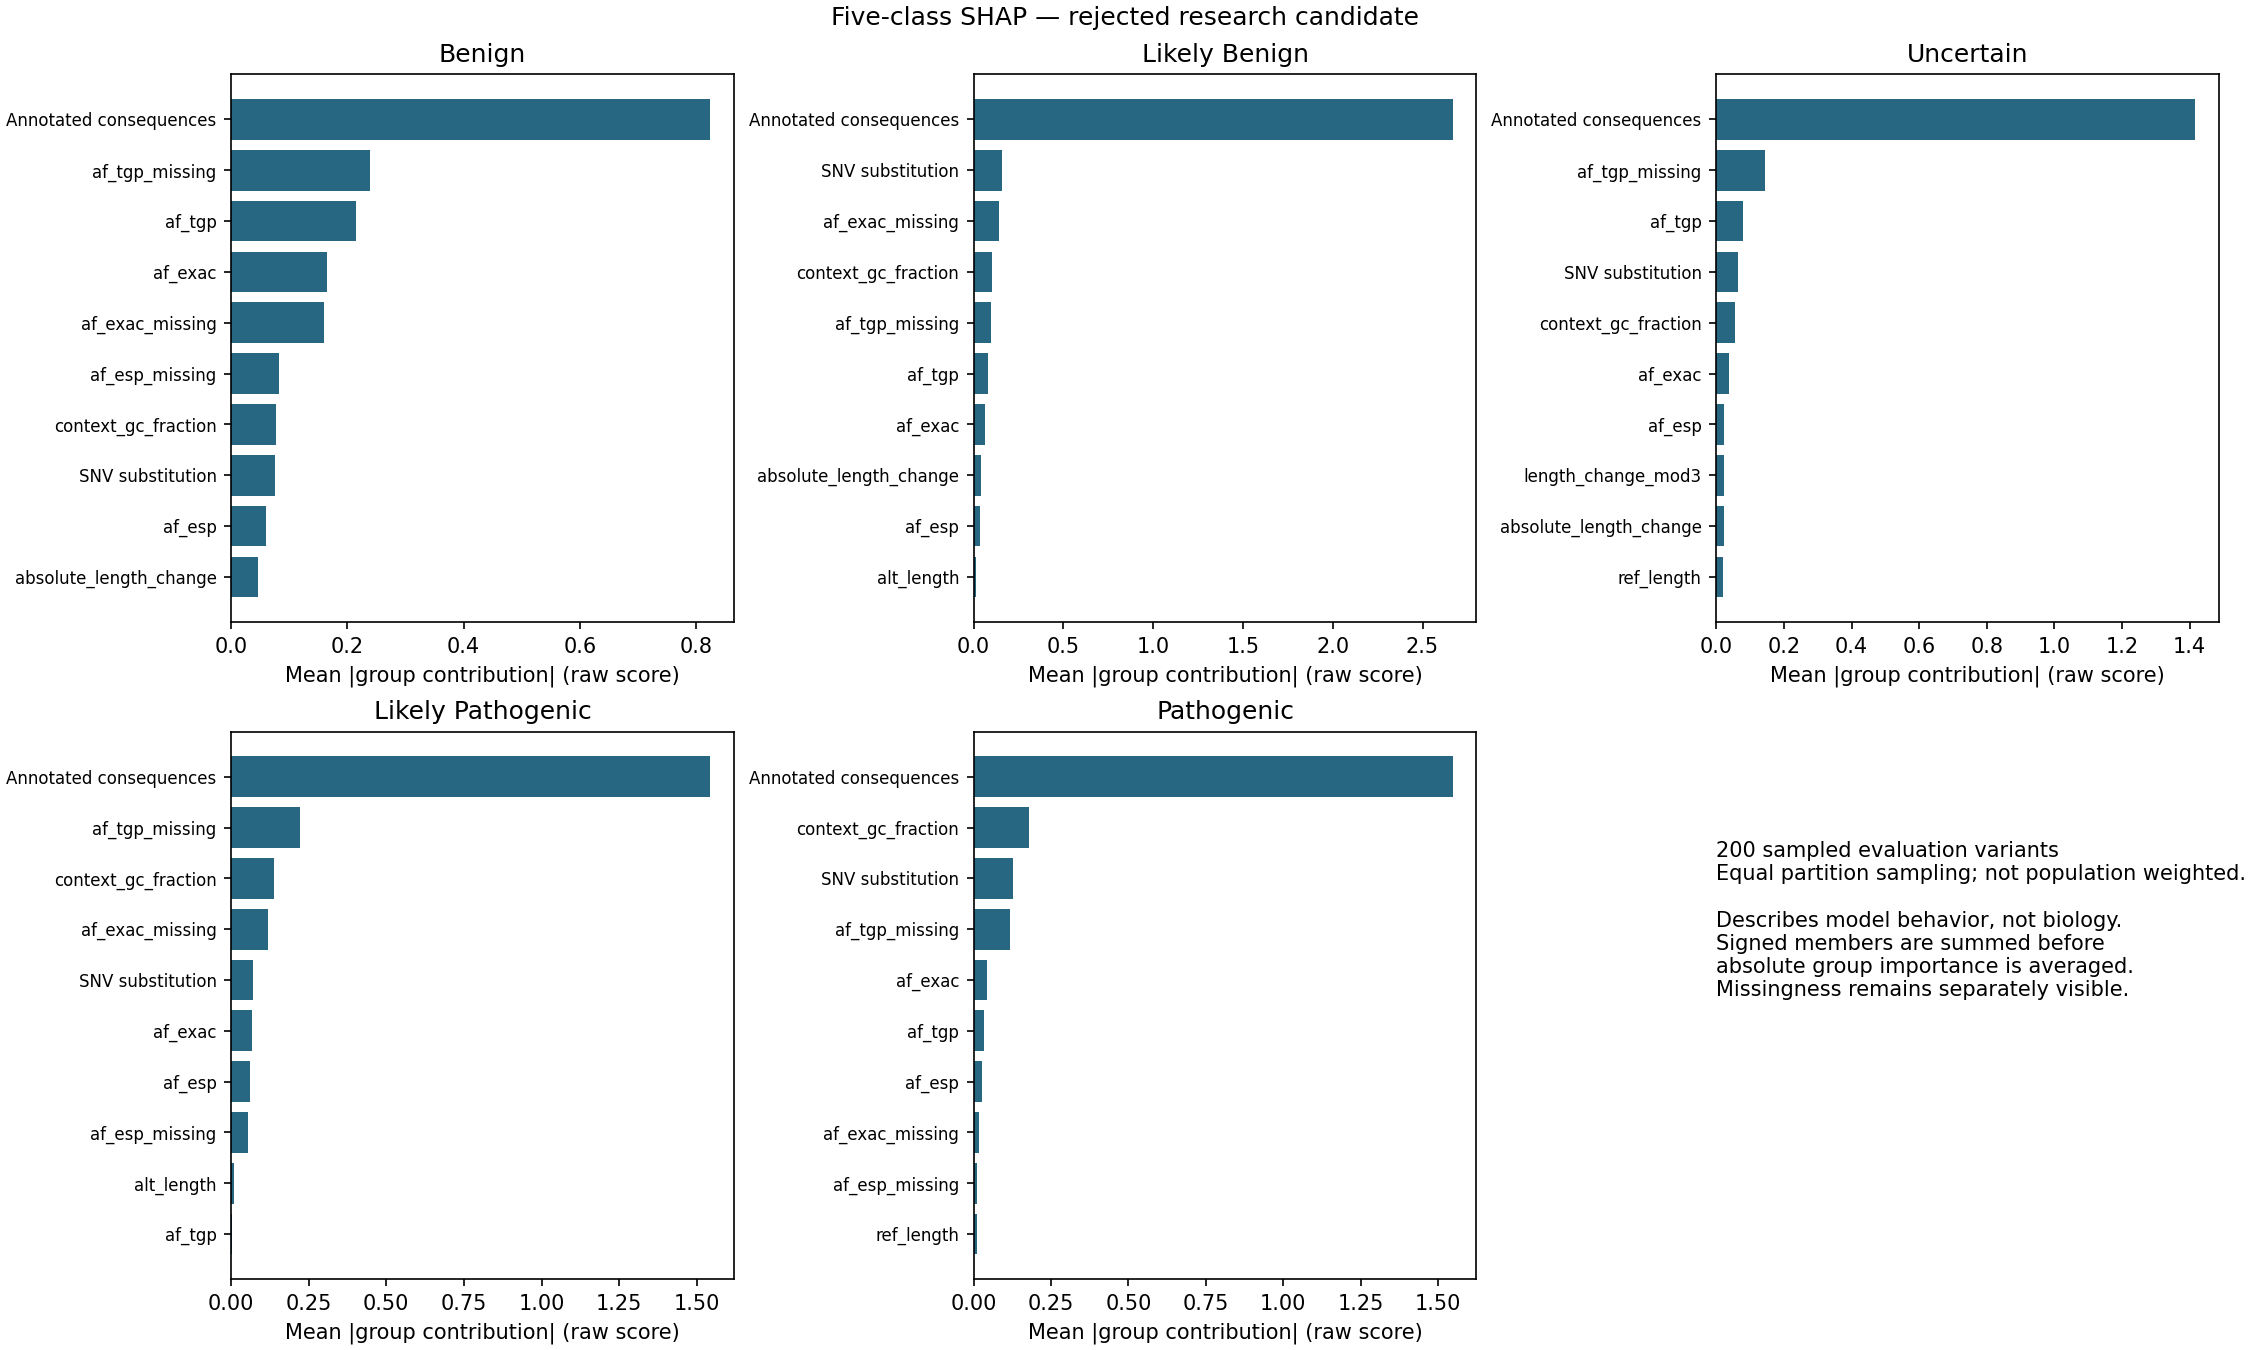 Five-class SHAP — rejected research candidate
Benign
Annotated consequences
af_tgp_missing
af_tgp
af_exac
af_exac_missing
af_esp_missing
context_gc_fraction
SNV substitution
af_esp
absolute_length_change
0.0 0.2 0.4 0.6 0.8
Mean |group contribution| (raw score)
Likely Benign
Annotated consequences
SNV substitution
af_exac_missing
context_gc_fraction
af_tgp_missing
af_tgp
af_exac
absolute_length_change
af_esp
alt_length
0.0 0.5 1.0 1.5 2.0 2.5
Mean |group contribution| (raw score)
Uncertain
Annotated consequences
af_tgp_missing
af_tgp
SNV substitution
context_gc_fraction
af_exac
af_esp
length_change_mod3
absolute_length_change
ref_length
0.0 0.2 0.4 0.6 0.8 1.0 1.2 1.4
Mean |group contribution| (raw score)
Likely Pathogenic
Annotated consequences
af_tgp_missing
context_gc_fraction
af_exac_missing
SNV substitution
af_exac
af_esp
af_esp_missing
alt_length
af_tgp
0.00 0.25 0.50 0.75 1.00 1.25 1.50
Mean |group contribution| (raw score)
Pathogenic
Annotated consequences
context_gc_fraction
SNV substitution
af_tgp_missing
af_exac
af_tgp
af_esp
af_exac_missing
af_esp_missing
ref_length
0.00 0.25 0.50 0.75 1.00 1.25 1.50
Mean |group contribution| (raw score)
200 sampled evaluation variants
Equal partition sampling; not population weighted.
Describes model behavior, not biology.
Signed members are summed before
absolute group importance is averaged.
Missingness remains separately visible.